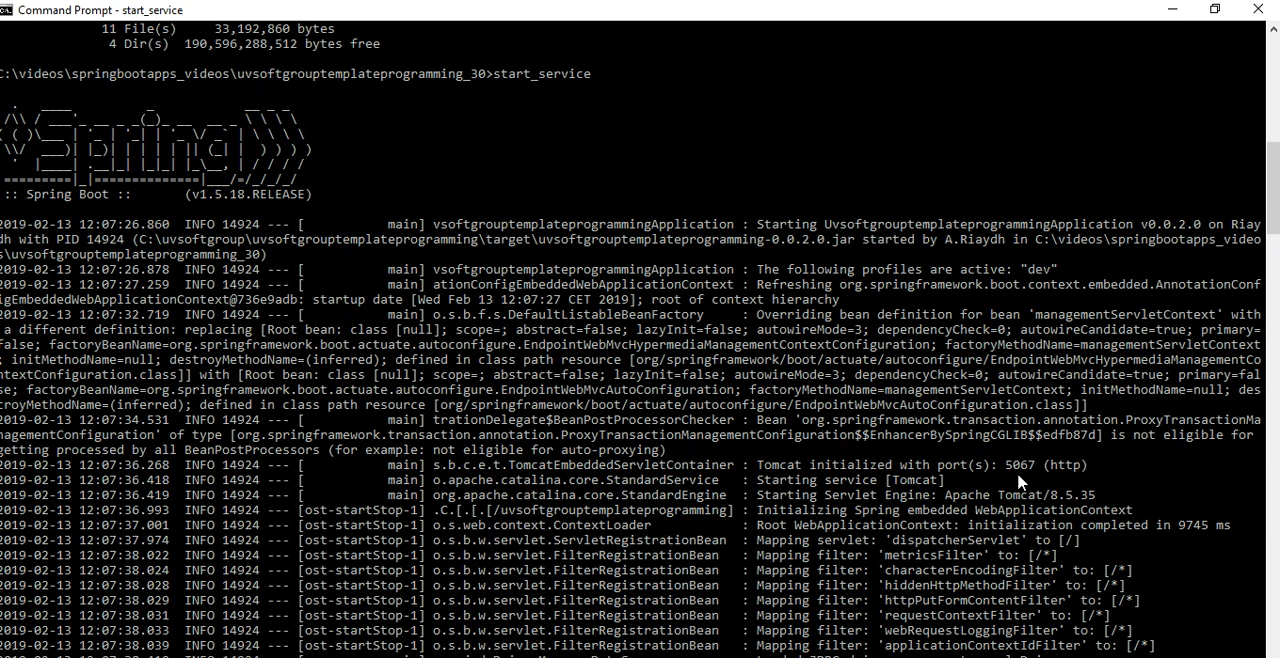 Command Prompt - start_service
11 File(s)     33,192,860 bytes
4 Dir(s)  190,596,288,512 bytes free
C:\videos\springbootapps_videos\uvsoftgrouptemplateprogramming_30>start_service
Spring
:: Spring Boot ::       (v1.5.18.RELEASE)
2019-02-13 12:07:26.860  INFO 14924 --- [           main] vsoftgrouptemplateprogrammingApplication : Starting UvsoftgrouptemplateprogrammingApplication v0.0.2.0 on Riay
dh with PID 14924 (C:\uvsoftgroup\uvsoftgrouptemplateprogramming\target\uvsoftgrouptemplateprogramming-0.0.2.0.jar started by A.Riaydh in C:\videos\springbootapps_video
s\uvsoftgrouptemplateprogramming_30)
2019-02-13 12:07:26.878  INFO 14924 --- [           main] vsoftgrouptemplateprogrammingApplication : The following profiles are active: "dev"
2019-02-13 12:07:27.259  INFO 14924 --- [           main] ationConfigEmbeddedWebApplicationContext : Refreshing org.springframework.boot.context.embedded.AnnotationConf
igEmbeddedWebApplicationContext@736e9adb: startup date [Wed Feb 13 12:07:27 CET 2019]; root of context hierarchy
2019-02-13 12:07:32.719  INFO 14924 --- [           main] o.s.b.f.s.DefaultListableBeanFactory     : Overriding bean definition for bean 'managementServletContext' with
a different definition: replacing [Root bean: class [null]; scope=; abstract=false; lazyInit=false; autowireMode=3; dependencyCheck=0; autowireCandidate=true; primary=
false; factoryBeanName=org.springframework.boot.actuate.autoconfigure.EndpointWebMvcHypermediaManagementContextConfiguration; factoryMethodName=managementServletContext
; initMethodName=null; destroyMethodName=(inferred); defined in class path resource [org/springframework/boot/actuate/autoconfigure/EndpointWebMvcHypermediaManagementCo
ntextConfiguration.class]] with [Root bean: class [null]; scope=; abstract=false; lazyInit=false; autowireMode=3; dependencyCheck=0; autowireCandidate=true; primary=fal
se; factoryBeanName=org.springframework.boot.actuate.autoconfigure.EndpointWebMvcAutoConfiguration; factoryMethodName=managementServletContext; initMethodName=null; des
troyMethodName=(inferred); defined in class path resource [org/springframework/boot/actuate/autoconfigure/EndpointWebMvcAutoConfiguration.class]]
2019-02-13 12:07:34.531  INFO 14924 --- [           main] trationDelegate$BeanPostProcessorChecker : Bean 'org.springframework.transaction.annotation.ProxyTransactionMa
nagementConfiguration' of type [org.springframework.transaction.annotation.ProxyTransactionManagementConfiguration$$EnhancerBySpringCGLIB$$edfb87d] is not eligible for
getting processed by all BeanPostProcessors (for example: not eligible for auto-proxying)
2019-02-13 12:07:36.268  INFO 14924 --- [           main] s.b.c.e.t.TomcatEmbeddedServletContainer : Tomcat initialized with port(s): 5067 (http)
2019-02-13 12:07:36.418  INFO 14924 --- [           main] o.apache.catalina.core.StandardService   : Starting service [Tomcat]
2019-02-13 12:07:36.419  INFO 14924 --- [           main] org.apache.catalina.core.StandardEngine  : Starting Servlet Engine: Apache Tomcat/8.5.35
2019-02-13 12:07:36.993  INFO 14924 --- [ost-startStop-1] .C.[.[.[/uvsoftgrouptemplateprogramming] : Initializing Spring embedded WebApplicationContext
2019-02-13 12:07:37.001  INFO 14924 --- [ost-startStop-1] o.s.web.context.ContextLoader            : Root WebApplicationContext: initialization completed in 9745 ms
2019-02-13 12:07:37.974  INFO 14924 --- [ost-startStop-1] o.s.b.w.servlet.ServletRegistrationBean  : Mapping servlet: 'dispatcherServlet' to [/]
2019-02-13 12:07:38.022  INFO 14924 --- [ost-startStop-1] o.s.b.w.servlet.FilterRegistrationBean   : Mapping filter: 'metricsFilter' to: [/*]
2019-02-13 12:07:38.024  INFO 14924 --- [ost-startStop-1] o.s.b.w.servlet.FilterRegistrationBean   : Mapping filter: 'characterEncodingFilter' to: [/*]
2019-02-13 12:07:38.028  INFO 14924 --- [ost-startStop-1] o.s.b.w.servlet.FilterRegistrationBean   : Mapping filter: 'hiddenHttpMethodFilter' to: [/*]
2019-02-13 12:07:38.029  INFO 14924 --- [ost-startStop-1] o.s.b.w.servlet.FilterRegistrationBean   : Mapping filter: 'httpPutFormContentFilter' to: [/*]
2019-02-13 12:07:38.031  INFO 14924 --- [ost-startStop-1] o.s.b.w.servlet.FilterRegistrationBean   : Mapping filter: 'requestContextFilter' to: [/*]
2019-02-13 12:07:38.033  INFO 14924 --- [ost-startStop-1] o.s.b.w.servlet.FilterRegistrationBean   : Mapping filter: 'webRequestLoggingFilter' to: [/*]
2019-02-13 12:07:38.039  INFO 14924 --- [ost-startStop-1] o.s.b.w.servlet.FilterRegistrationBean   : Mapping filter: 'applicationContextIdFilter' to: [/*]